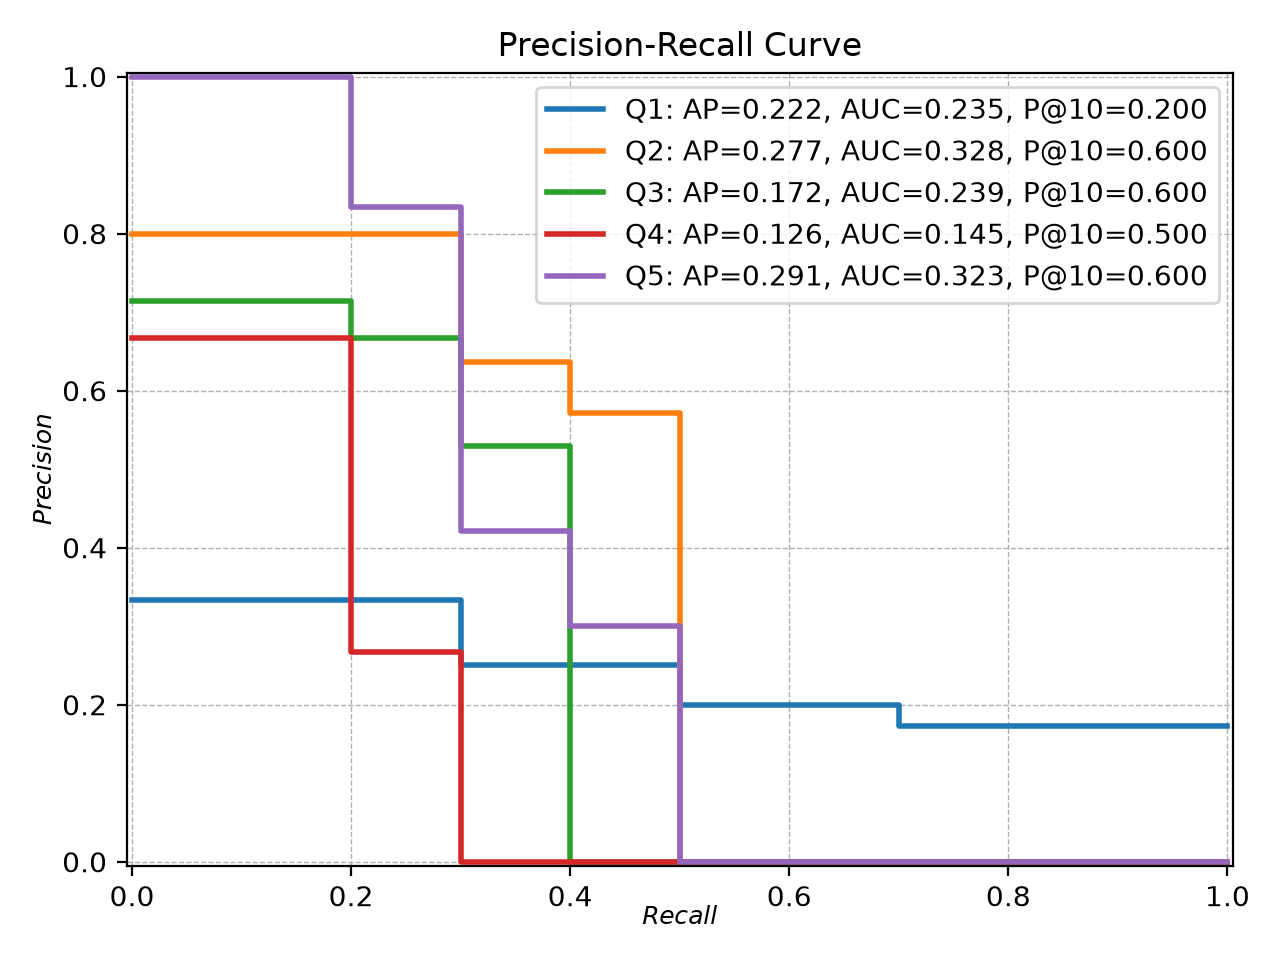 Precision-Recall Curve
1.0
0.8
0.6
0.4
0.2
0.0
Precision
Q1: AP=0.222, AUC=0.235, P@10=0.200
Q2: AP=0.277, AUC=0.328, P@10=0.600
Q3: AP=0.172, AUC=0.239, P@10=0.600
Q4: AP=0.126, AUC=0.145, P@10=0.500
Q5: AP=0.291, AUC=0.323, P@10=0.600
0.0 0.2 0.4 0.6 0.8 1.0
Recall